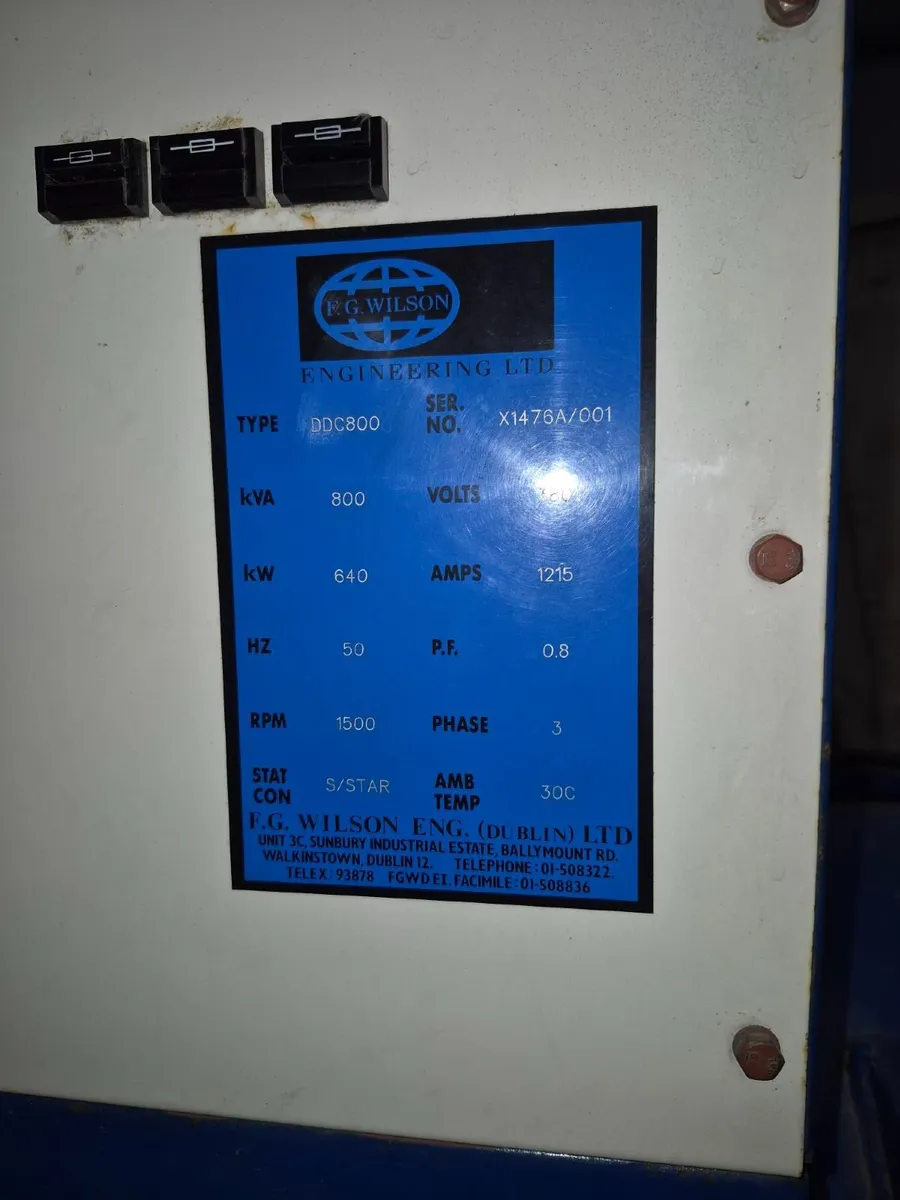 F.G. WILSON
ENGINEERING LTD
TYPE DDC800 SER. NO. X1476A/001
kVA 800 VOLTS 380
kW 640 AMPS 1215
HZ 50 P.F. 0.8
RPM 1500 PHASE 3
STAT CON S/STAR AMB TEMP 30C
F.G. WILSON ENG. (DUBLIN) LTD
UNIT 3C, SUNBURY INDUSTRIAL ESTATE, BALLYMOUNT RD.
WALKINSTOWN, DUBLIN 12. TELEPHONE : 01-508322.
TELEX : 93878 FGWD EI. FACIMILE : 01-508836